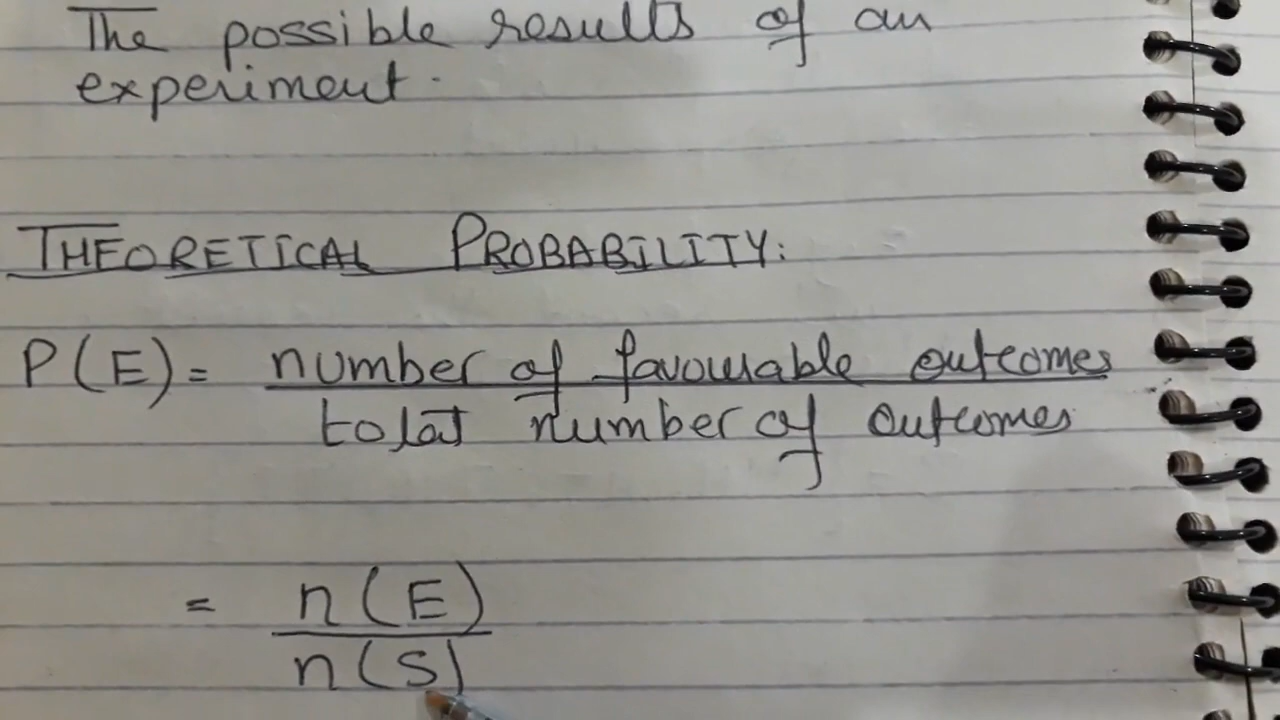 The possible results of an
experiment.
THEORETICAL PROBABILITY:
P(E) = number of favourable outcomes
total number of outcomes
= n(E)
n(S)